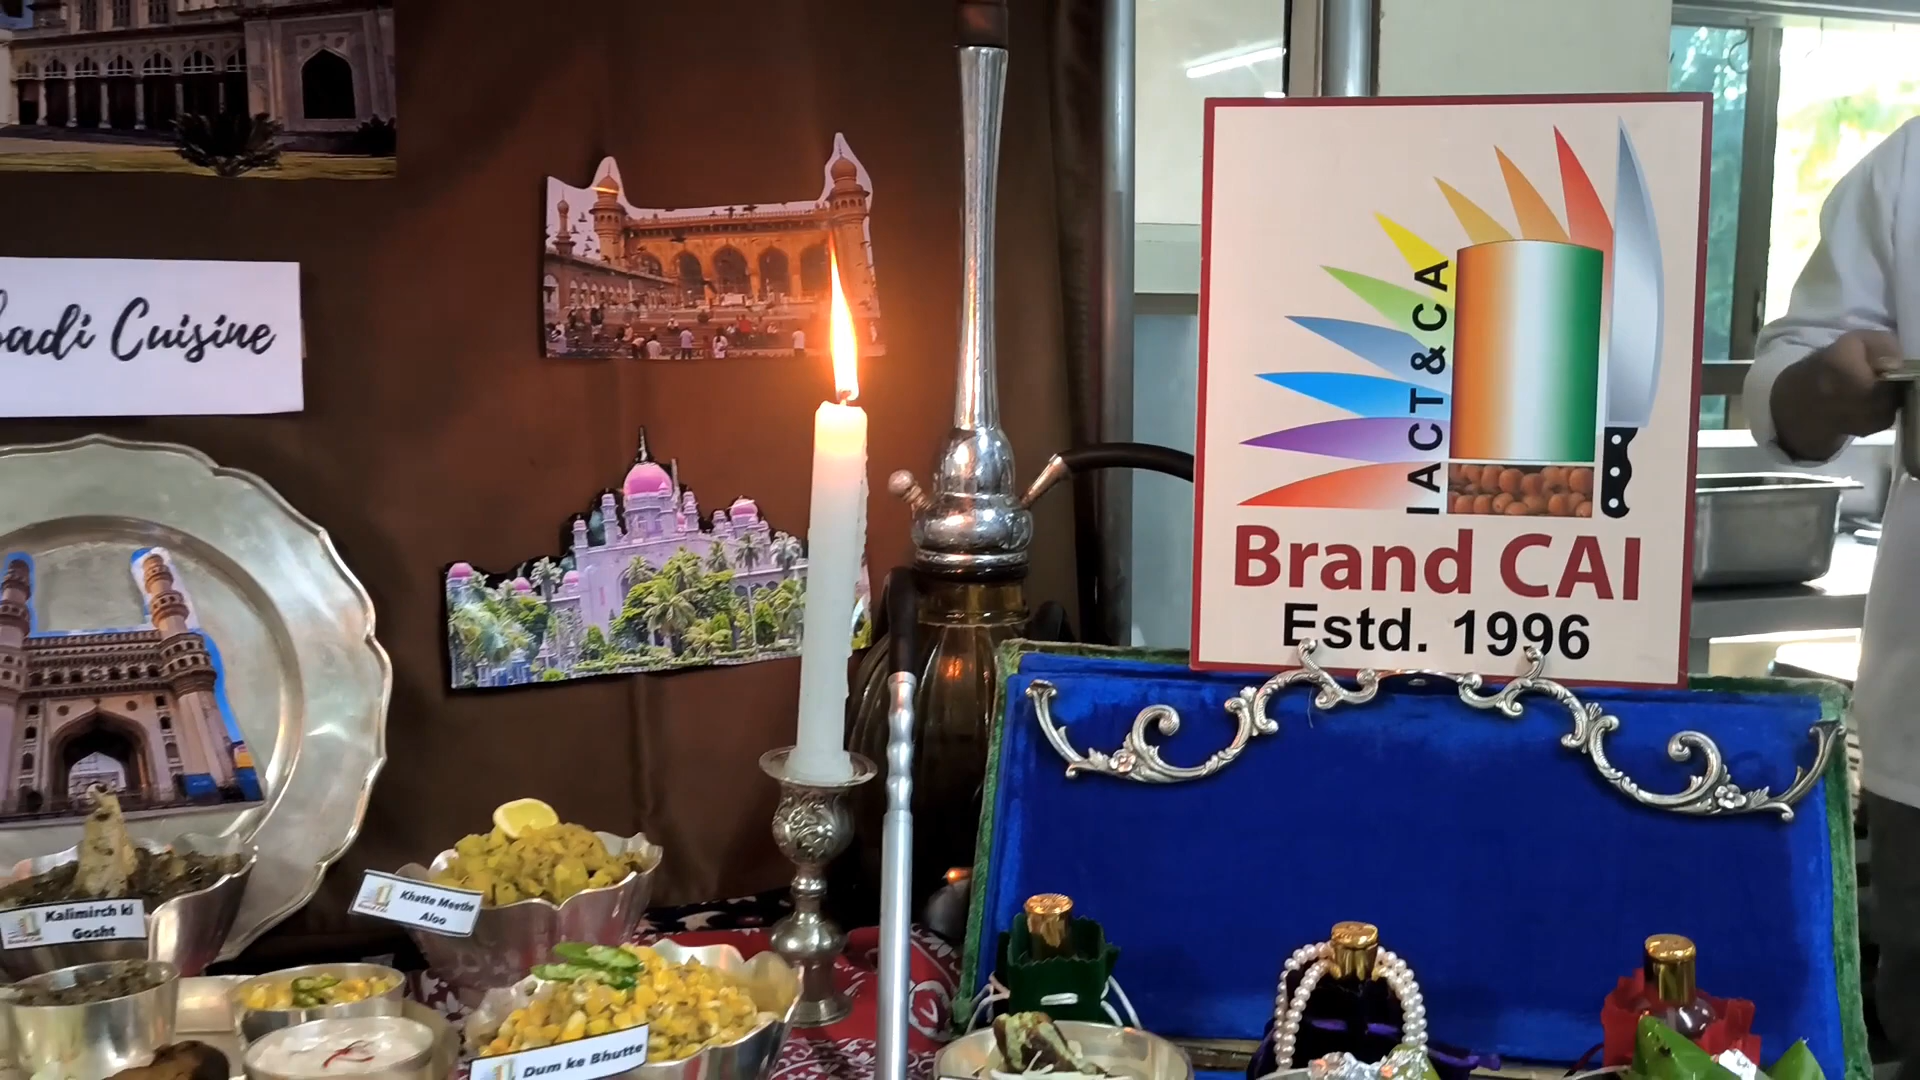 badi Cuisine
IACT&CA
Brand CAI
Estd. 1996
Kalimirch ki
Gosht
Khatte Meethe
Aloo
Dum ke Bhutte